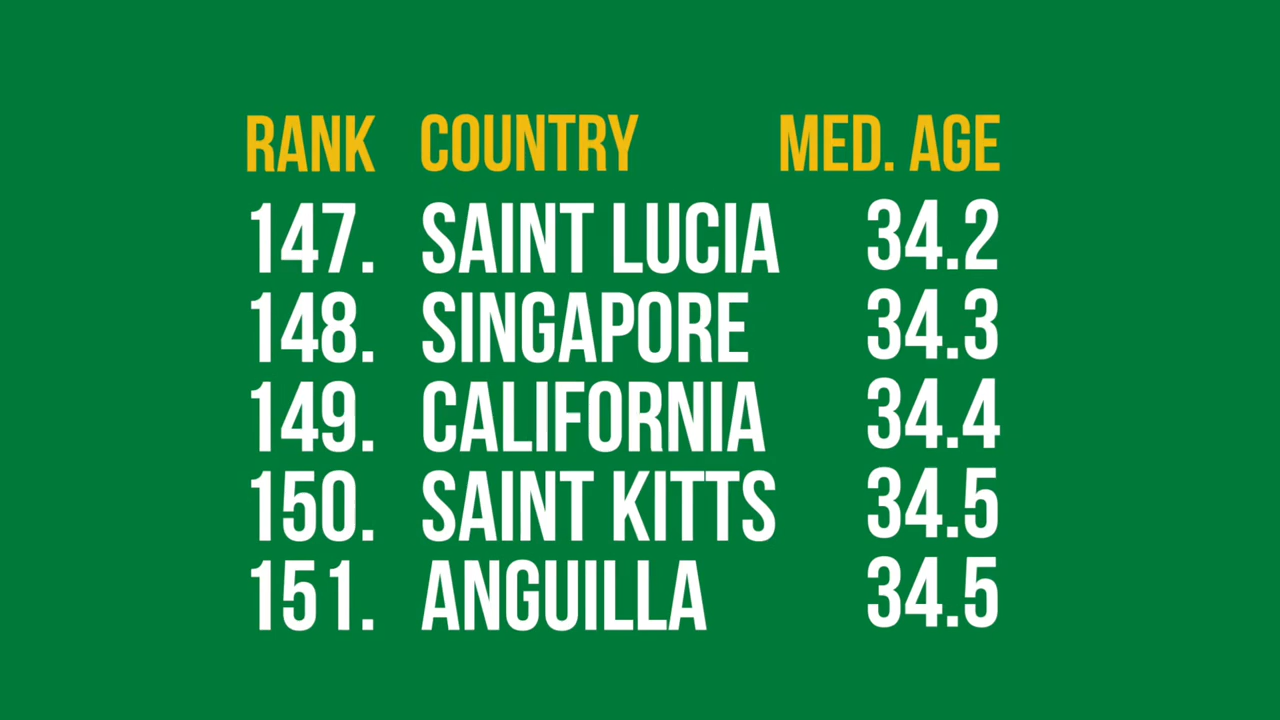 RANK COUNTRY MED. AGE
147. SAINT LUCIA 34.2
148. SINGAPORE 34.3
149. CALIFORNIA 34.4
150. SAINT KITTS 34.5
151. ANGUILLA 34.5